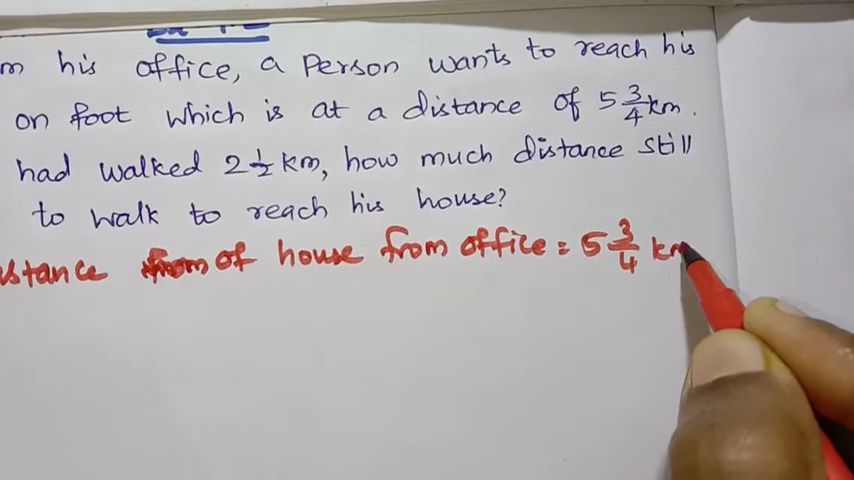 his office, a Person wants to reach his
on foot which is at a distance of 5 3/4 km.
had walked 2 1/2 km, how much distance still
to walk to reach his house?
of house from office = 5 3/4 km